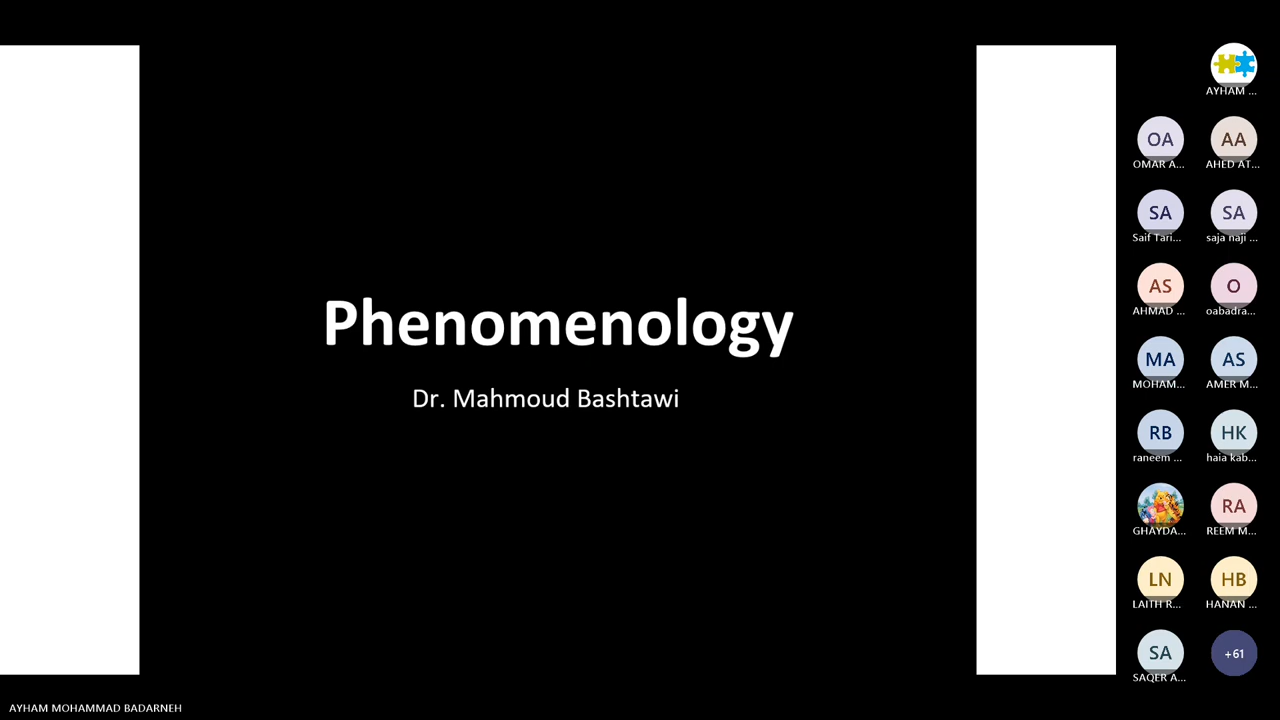 Phenomenology
Dr. Mahmoud Bashtawi
AYHAM ...
OA
OMAR A...
AA
AHED AT...
SA
Saif Tari...
SA
saja naji ...
AS
AHMAD ...
O
oabadra...
MA
MOHAM...
AS
AMER M...
RB
raneem ...
HK
haia kab...
GHAYDA...
RA
REEM M...
LN
LAITH R...
HB
HANAN ...
SA
SAQER A...
+61
AYHAM MOHAMMAD BADARNEH